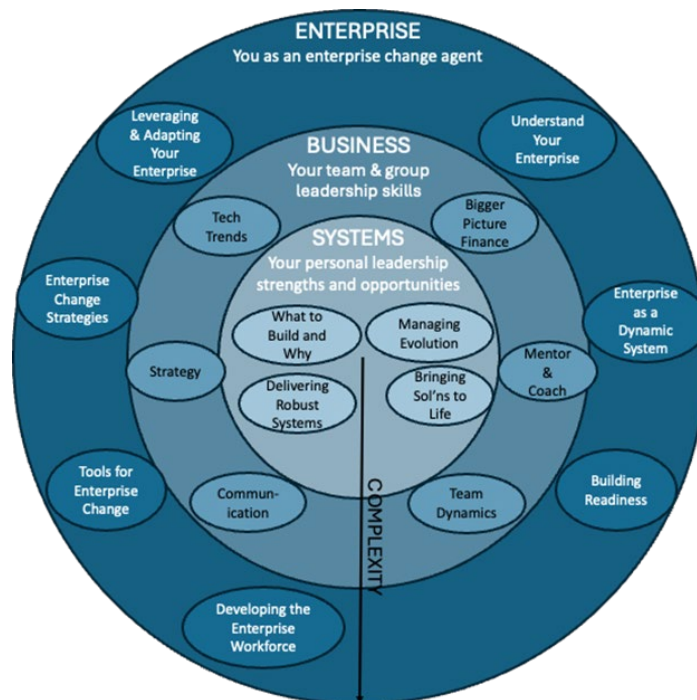 ENTERPRISE
You as an enterprise change agent
Leveraging
& Adapting
Your
Enterprise
Understand
Your
Enterprise
BUSINESS
Your team & group
leadership skills
Tech
Trends
Bigger
Picture
Finance
SYSTEMS
Your personal leadership
strengths and opportunities
Enterprise
Change
Strategies
What to
Build and
Why
Managing
Evolution
Enterprise
as a
Dynamic
System
Strategy
Delivering
Robust
Systems
Bringing
Sol'ns to
Life
Mentor
&
Coach
Tools for
Enterprise
Change
Commun-
ication
COMPLEXITY
Team
Dynamics
Building
Readiness
Developing the
Enterprise
Workforce